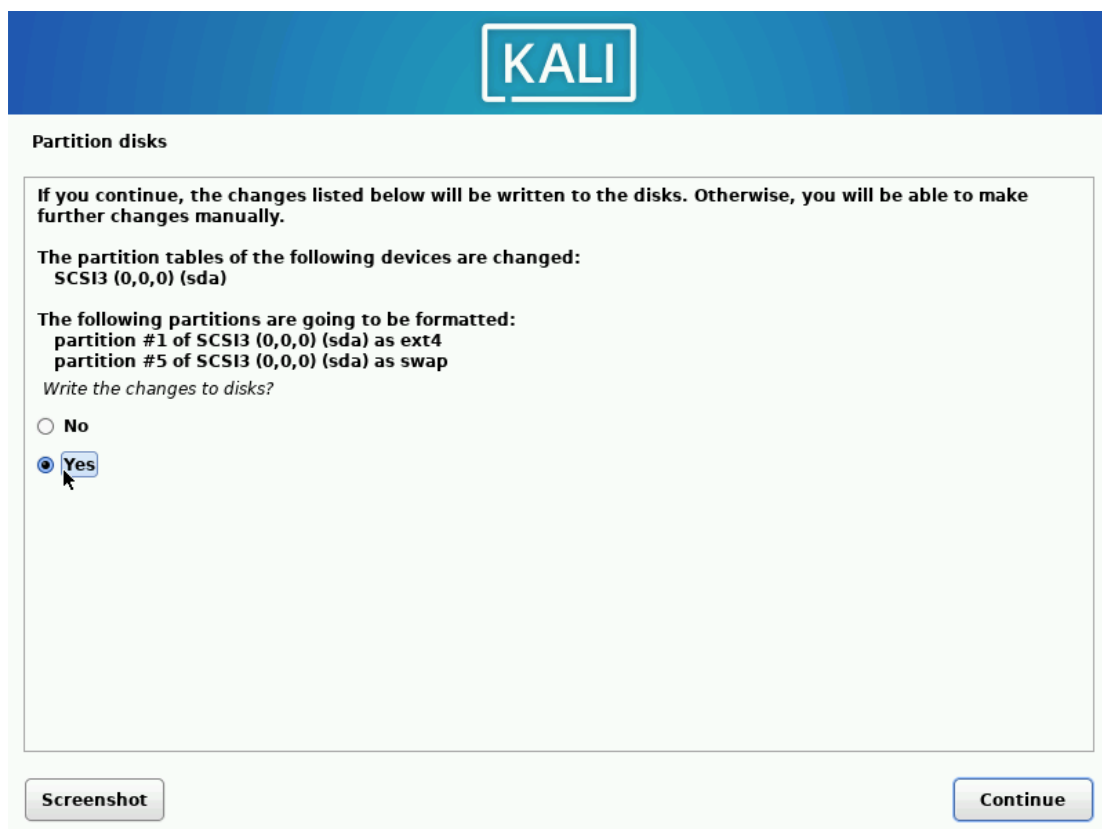 KALI
Partition disks
If you continue, the changes listed below will be written to the disks. Otherwise, you will be able to make
further changes manually.
The partition tables of the following devices are changed:
SCSI3 (0,0,0) (sda)
The following partitions are going to be formatted:
partition #1 of SCSI3 (0,0,0) (sda) as ext4
partition #5 of SCSI3 (0,0,0) (sda) as swap
Write the changes to disks?
No
Yes
Screenshot
Continue